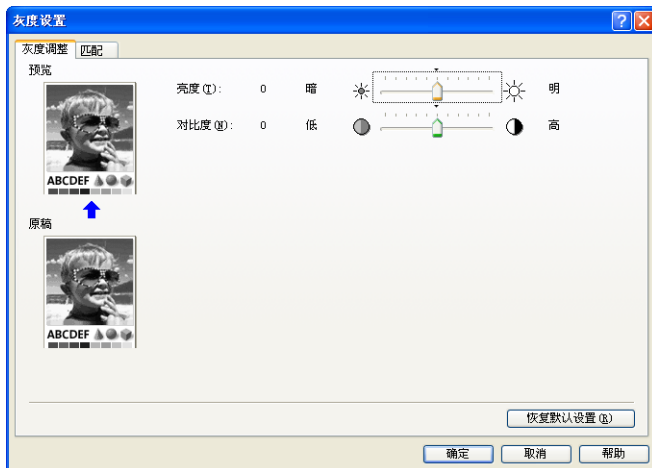 灰度设置
灰度调整 匹配
预览
亮度(T): 0 暗 明
对比度(N): 0 低 高
ABCDEF
原稿
ABCDEF
恢复默认设置(R)
确定 取消 帮助